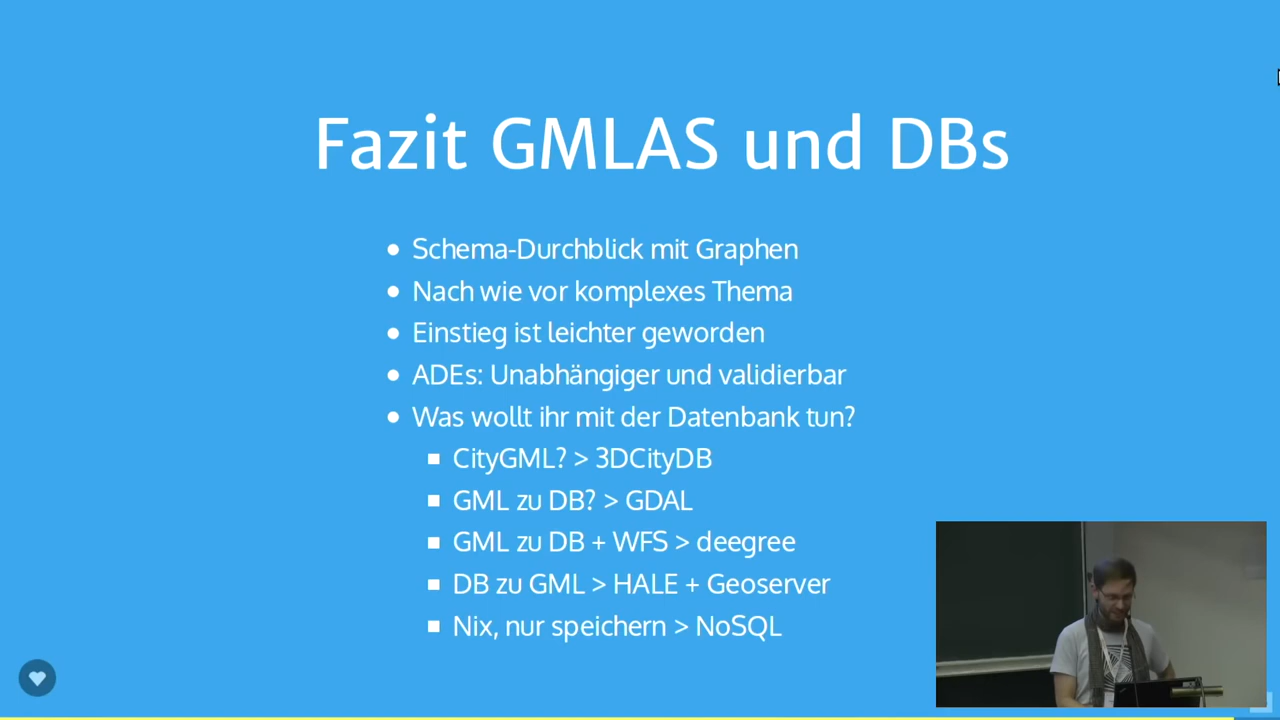 Fazit GMLAS und DBs
Schema-Durchblick mit Graphen
Nach wie vor komplexes Thema
Einstieg ist leichter geworden
ADEs: Unabhängiger und validierbar
Was wollt ihr mit der Datenbank tun?
CityGML? > 3DCityDB
GML zu DB? > GDAL
GML zu DB + WFS > deegree
DB zu GML > HALE + Geoserver
Nix, nur speichern > NoSQL